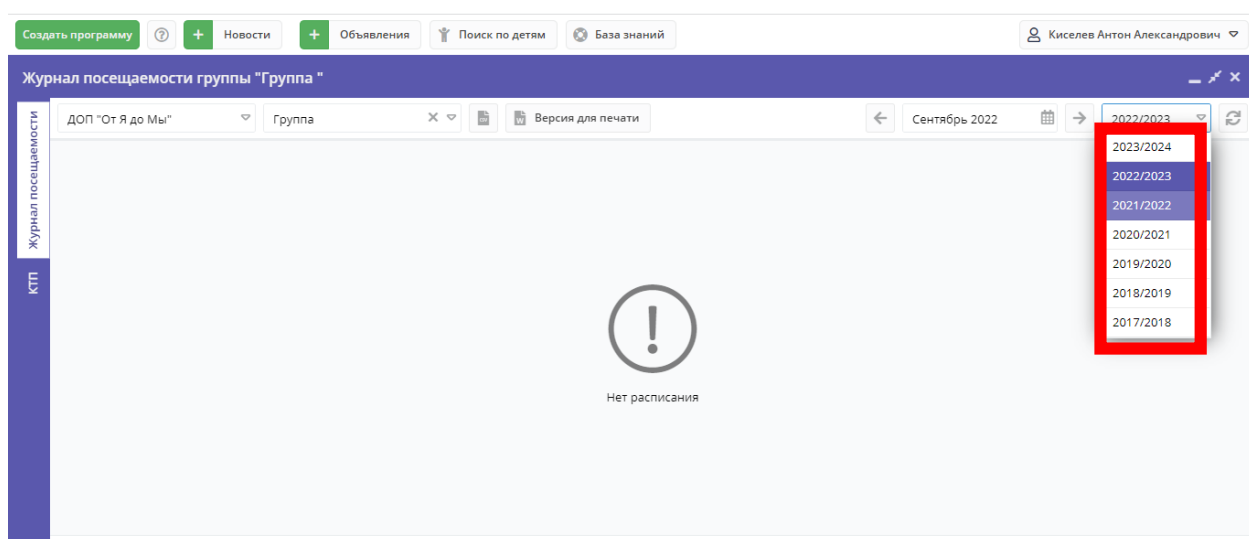 Создать программу ? + Новости + Объявления Поиск по детям База знаний Киселев Антон Александрович
Журнал посещаемости группы "Группа "
ДОП "От Я до Мы" Группа Версия для печати Сентябрь 2022 2022/2023
Журнал посещаемости
КТП
2023/2024
2022/2023
2021/2022
2020/2021
2019/2020
2018/2019
2017/2018
Нет расписания